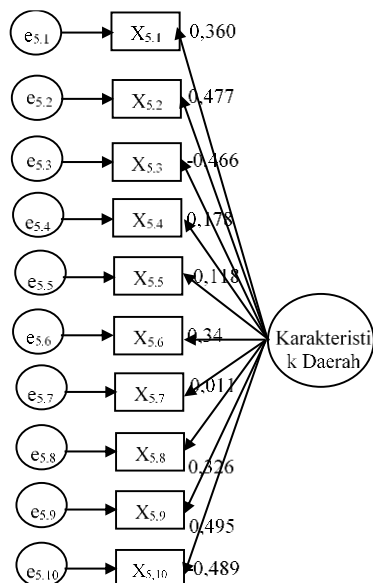 e5.1 X5.1 0,360
e5.2 X5.2 0,477
e5.3 X5.3 -0,466
e5.4 X5.4 0,178
e5.5 X5.5 -0,118
e5.6 X5.6 0,34
Karakteristi
k Daerah
e5.7 X5.7 0,011
e5.8 X5.8 0,326
e5.9 X5.9 0,495
e5.10 X5,10 -0,489